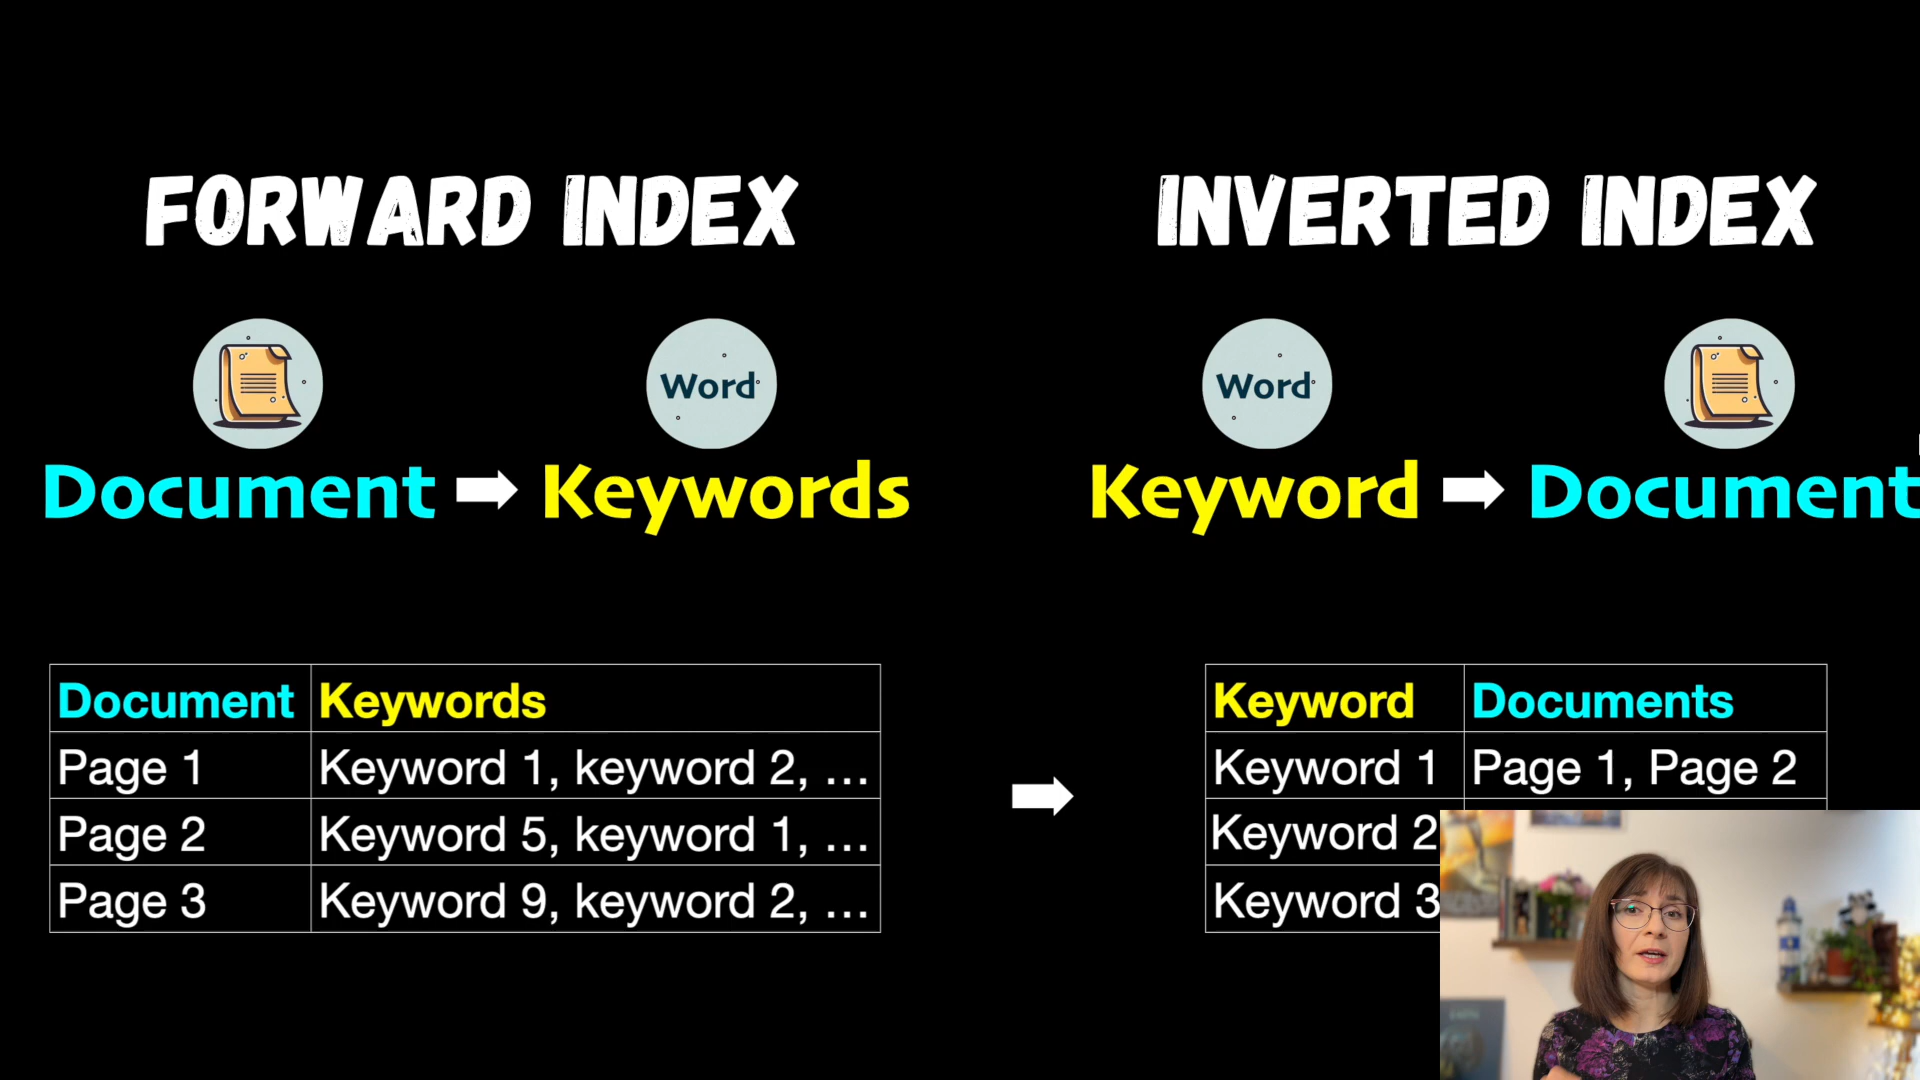 FORWARD INDEX
Word
Document ➡ Keywords
Document Keywords
Page 1 Keyword 1, keyword 2, ...
Page 2 Keyword 5, keyword 1, ...
Page 3 Keyword 9, keyword 2, ...
INVERTED INDEX
Word
Keyword ➡ Document
Keyword Documents
Keyword 1 Page 1, Page 2
Keyword 2
Keyword 3